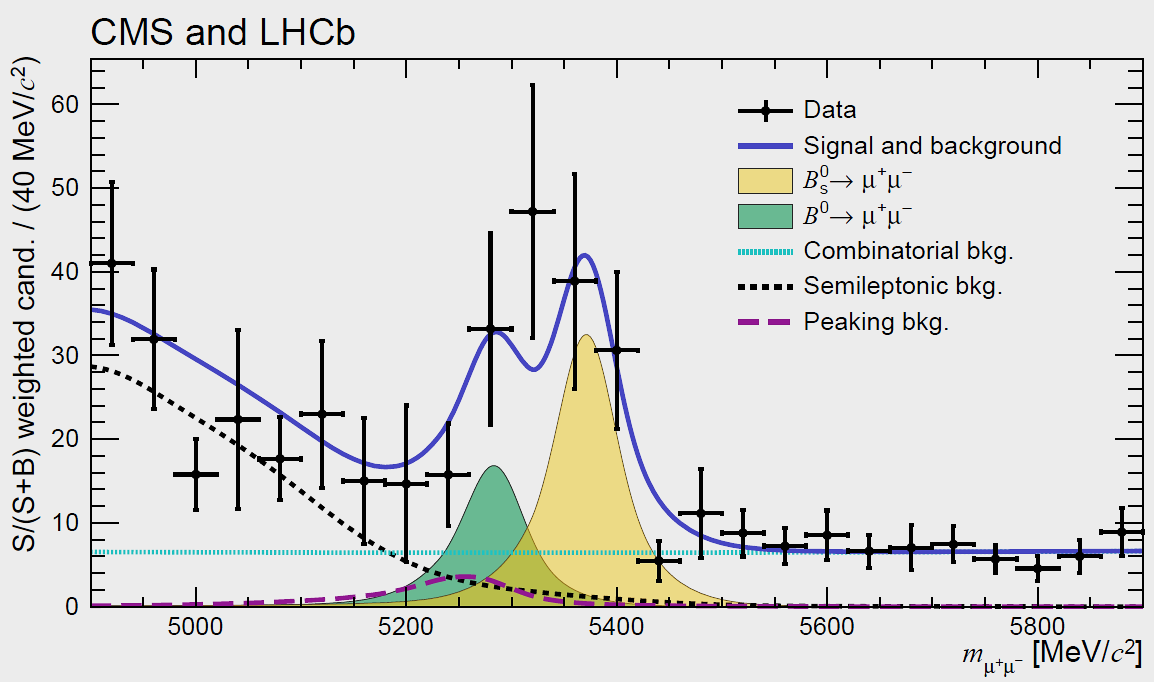 CMS and LHCb
S/(S+B) weighted cand. / (40 MeV/c²)
60
50
40
30
20
10
0
Data
Signal and background
B⁰ₛ→ μ⁺μ⁻
B⁰→ μ⁺μ⁻
Combinatorial bkg.
Semileptonic bkg.
Peaking bkg.
5000 5200 5400 5600 5800
m_μ⁺μ⁻ [MeV/c²]